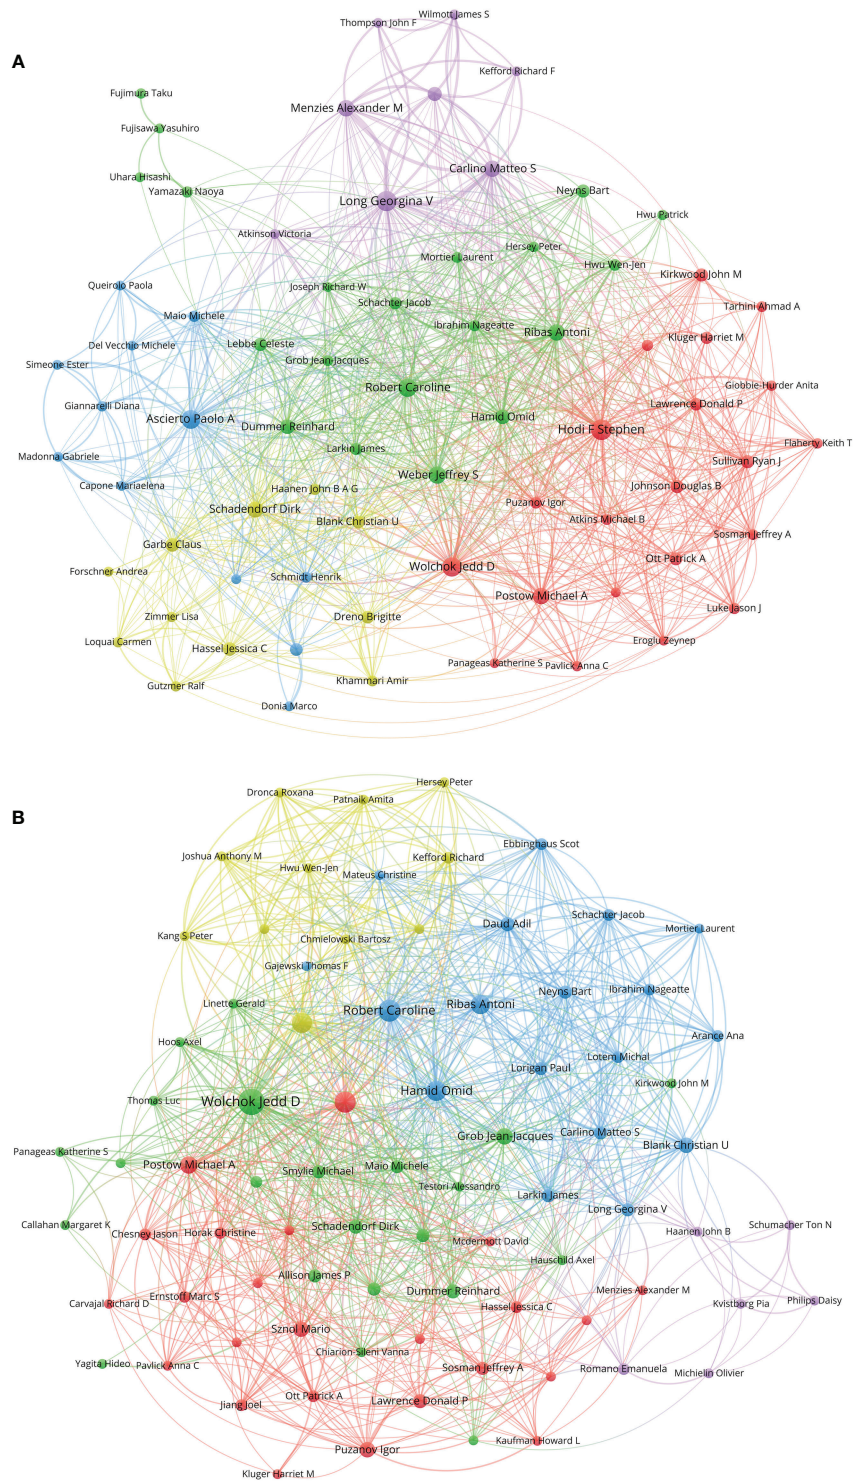 A
Thompson John F
Wilmott James S
Kefford Richard F
Fujimura Taku
Menzies Alexander M
Fujisawa Yasuhiro
Carlino Matteo S
Uhara Hisashi
Yamazaki Naoya
Neyns Bart
Long Georgina V
Hwu Patrick
Atkinson Victoria
Hersey Peter
Mortier Laurent
Hwu Wen-Jen
Kirkwood John M
Queirolo Paola
Joseph Richard W
Schachter Jacob
Tarhini Ahmad A
Maio Michele
Ibrahim Nageatte
Ribas Antoni
Kluger Harriet M
Del Vecchio Michele
Lebbe Celeste
Grob Jean-Jacques
Simeone Ester
Robert Caroline
Giobbie-Hurder Anita
Giannarelli Diana
Lawrence Donald P
Ascierto Paolo A
Hamid Omid
Dummer Reinhard
Hodi F Stephen
Flaherty Keith T
Larkin James
Madonna Gabriele
Sullivan Ryan J
Weber Jeffrey S
Capone Mariaelena
Haanen John B A G
Johnson Douglas B
Puzanov Igor
Schadendorf Dirk
Blank Christian U
Atkins Michael B
Sosman Jeffrey A
Garbe Claus
Ott Patrick A
Forschner Andrea
Schmidt Henrik
Wolchok Jedd D
Postow Michael A
Luke Jason J
Zimmer Lisa
Dreno Brigitte
Loquai Carmen
Hassel Jessica C
Eroglu Zeynep
Panageas Katherine S
Pavlick Anna C
Gutzmer Ralf
Khammari Amir
Donia Marco
B
Hersey Peter
Dronca Roxana
Patnaik Amita
Ebbinghaus Scot
Joshua Anthony M
Kefford Richard
Hwu Wen-Jen
Mateus Christine
Schachter Jacob
Daud Adil
Mortier Laurent
Kang S Peter
Chmielowski Bartosz
Gajewski Thomas F
Neyns Bart
Ibrahim Nageatte
Linette Gerald
Robert Caroline
Ribas Antoni
Arance Ana
Hoos Axel
Lotem Michal
Lorigan Paul
Kirkwood John M
Hamid Omid
Thomas Luc
Wolchok Jedd D
Grob Jean-Jacques
Carlino Matteo S
Blank Christian U
Panageas Katherine S
Postow Michael A
Smylie Michael
Maio Michele
Testori Alessandro
Larkin James
Long Georgina V
Callahan Margaret K
Chesney Jason
Horak Christine
Schadendorf Dirk
Haanen John B
Schumacher Ton N
Mcdermott David
Hauschild Axel
Allison James P
Dummer Reinhard
Menzies Alexander M
Carvajal Richard D
Ernstoff Marc S
Hassel Jessica C
Kvistborg Pia
Philips Daisy
Sznol Mario
Chiarion-Sileni Vanna
Yagita Hideo
Pavlick Anna C
Sosman Jeffrey A
Romano Emanuela
Michielin Olivier
Ott Patrick A
Jiang Joel
Lawrence Donald P
Kaufman Howard L
Puzanov Igor
Kluger Harriet M